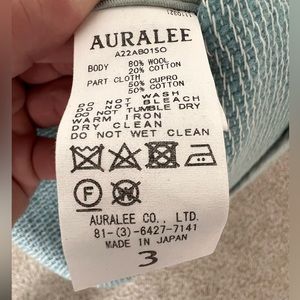 AURALEE
A22AB01SO
BODY 80% WOOL
20% COTTON
PART CLOTH 50% CUPRO
50% COTTON
DO NOT WASH
DO NOT BLEACH
DO NOT TUMBLE DRY
WARM IRON
DRY CLEAN
DO NOT WET CLEAN
F W
AURALEE CO., LTD.
81-(3)-6427-7141
MADE IN JAPAN
3